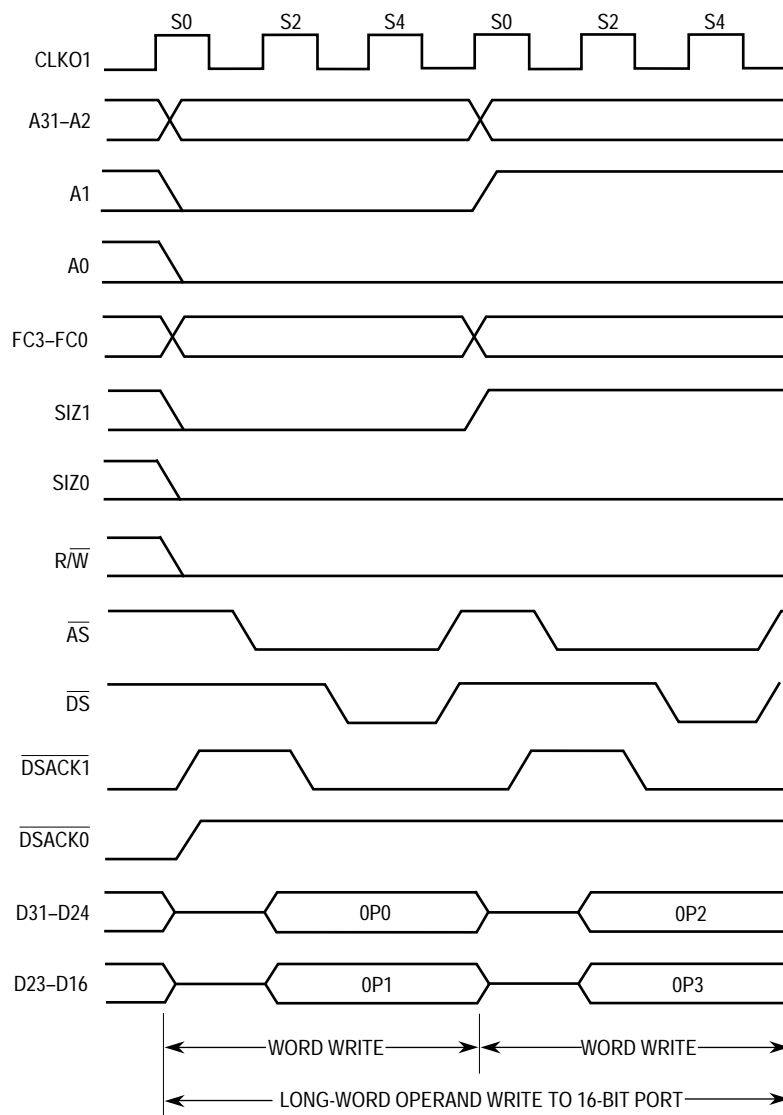 S0 S2 S4 S0 S2 S4
CLKO1
A31–A2
A1
A0
FC3–FC0
SIZ1
SIZ0
R/W
AS
DS
DSACK1
DSACK0
D31–D24 0P0 0P2
D23–D16 0P1 0P3
WORD WRITE WORD WRITE
LONG-WORD OPERAND WRITE TO 16-BIT PORT